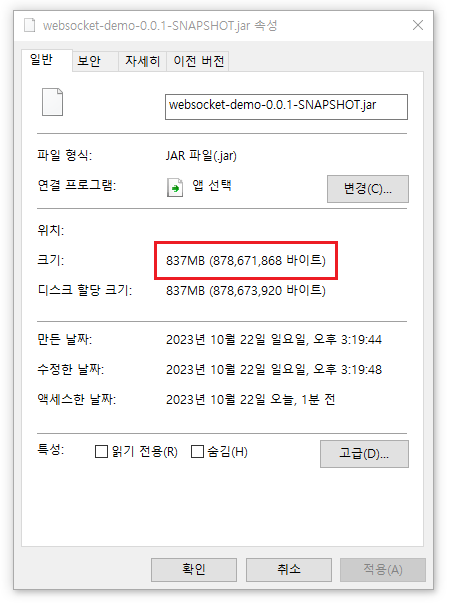 websocket-demo-0.0.1-SNAPSHOT.jar 속성
일반 보안 자세히 이전 버전
websocket-demo-0.0.1-SNAPSHOT.jar
파일 형식: JAR 파일(.jar)
연결 프로그램: 앱 선택 변경(C)...
위치:
크기: 837MB (878,671,868 바이트)
디스크 할당 크기: 837MB (878,673,920 바이트)
만든 날짜: 2023년 10월 22일 일요일, 오후 3:19:44
수정한 날짜: 2023년 10월 22일 일요일, 오후 3:19:48
액세스한 날짜: 2023년 10월 22일 오늘, 1분 전
특성: 읽기 전용(R) 숨김(H) 고급(D)...
확인 취소 적용(A)